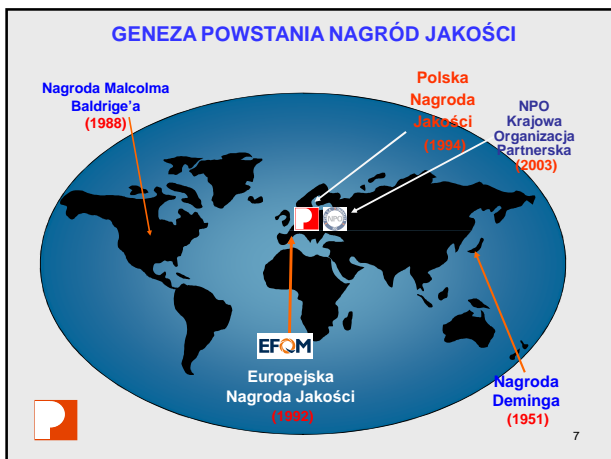 GENEZA POWSTANIA NAGRÓD JAKOŚCI
Nagroda Malcolma
Baldrige’a
(1988)
Polska
Nagroda
Jakości
(1994)
NPO
Krajowa
Organizacja
Partnerska
(2003)
P
NPO
EFQM
Europejska
Nagroda Jakości
(1992)
Nagroda
Deminga
(1951)
P
7